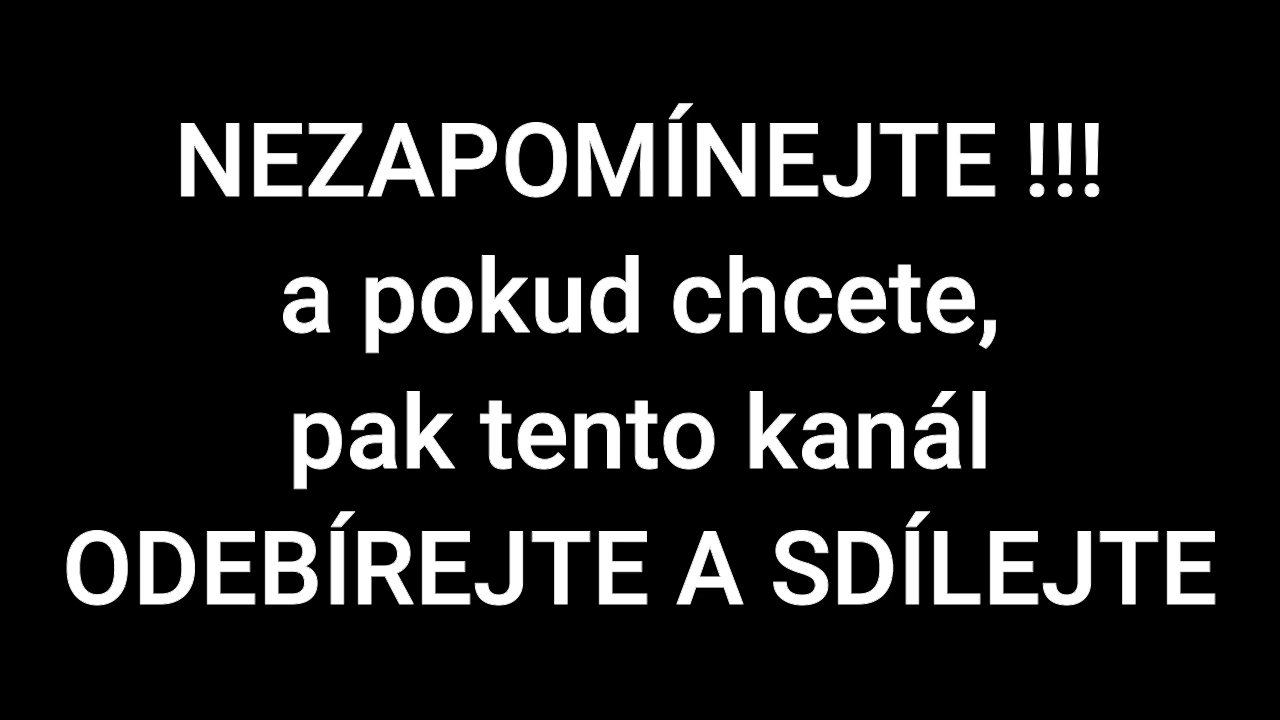 NEZAPOMÍNEJTE !!!
a pokud chcete,
pak tento kanál
ODEBÍREJTE A SDÍLEJTE